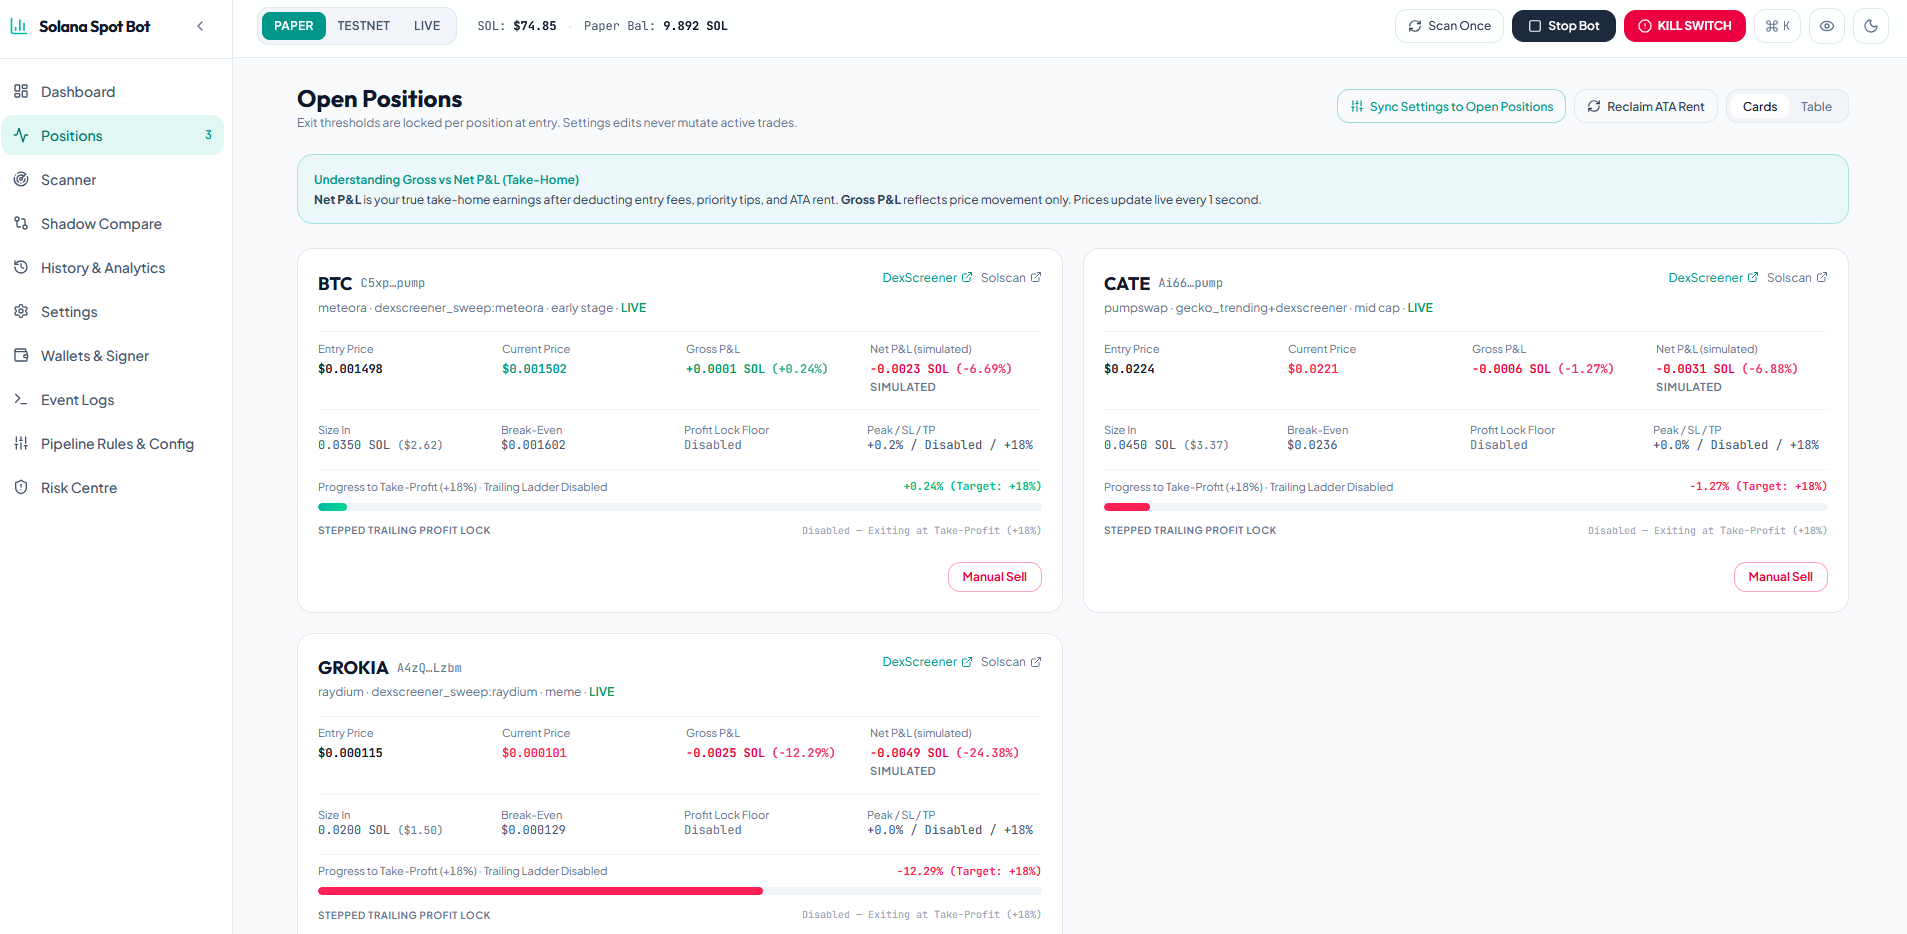 Solana Spot Bot
PAPER TESTNET LIVE SOL: $74.85 · Paper Bal: 9.892 SOL
Scan Once Stop Bot KILL SWITCH ⌘ K
Dashboard
Positions 3
Scanner
Shadow Compare
History & Analytics
Settings
Wallets & Signer
Event Logs
Pipeline Rules & Config
Risk Centre
Open Positions
Exit thresholds are locked per position at entry. Settings edits never mutate active trades.
Sync Settings to Open Positions Reclaim ATA Rent Cards Table
Understanding Gross vs Net P&L (Take-Home)
Net P&L is your true take-home earnings after deducting entry fees, priority tips, and ATA rent. Gross P&L reflects price movement only. Prices update live every 1 second.
BTC C5xp…pump DexScreener Solscan
meteora · dexscreener_sweep:meteora · early stage · LIVE
Entry Price Current Price Gross P&L Net P&L (simulated)
$0.001498 $0.001502 +0.0001 SOL (+0.24%) -0.0023 SOL (-6.69%)
SIMULATED
Size In Break-Even Profit Lock Floor Peak / SL / TP
0.0350 SOL ($2.62) $0.001602 Disabled +0.2% / Disabled / +18%
Progress to Take-Profit (+18%) · Trailing Ladder Disabled +0.24% (Target: +18%)
STEPPED TRAILING PROFIT LOCK Disabled — Exiting at Take-Profit (+18%)
Manual Sell
CATE Ai66…pump DexScreener Solscan
pumpswap · gecko_trending+dexscreener · mid cap · LIVE
Entry Price Current Price Gross P&L Net P&L (simulated)
$0.0224 $0.0221 -0.0006 SOL (-1.27%) -0.0031 SOL (-6.88%)
SIMULATED
Size In Break-Even Profit Lock Floor Peak / SL / TP
0.0450 SOL ($3.37) $0.0236 Disabled +0.0% / Disabled / +18%
Progress to Take-Profit (+18%) · Trailing Ladder Disabled -1.27% (Target: +18%)
STEPPED TRAILING PROFIT LOCK Disabled — Exiting at Take-Profit (+18%)
Manual Sell
GROKIA A4zQ…Lzbm DexScreener Solscan
raydium · dexscreener_sweep:raydium · meme · LIVE
Entry Price Current Price Gross P&L Net P&L (simulated)
$0.000115 $0.000101 -0.0025 SOL (-12.29%) -0.0049 SOL (-24.38%)
SIMULATED
Size In Break-Even Profit Lock Floor Peak / SL / TP
0.0200 SOL ($1.50) $0.000129 Disabled +0.0% / Disabled / +18%
Progress to Take-Profit (+18%) · Trailing Ladder Disabled -12.29% (Target: +18%)
STEPPED TRAILING PROFIT LOCK Disabled — Exiting at Take-Profit (+18%)